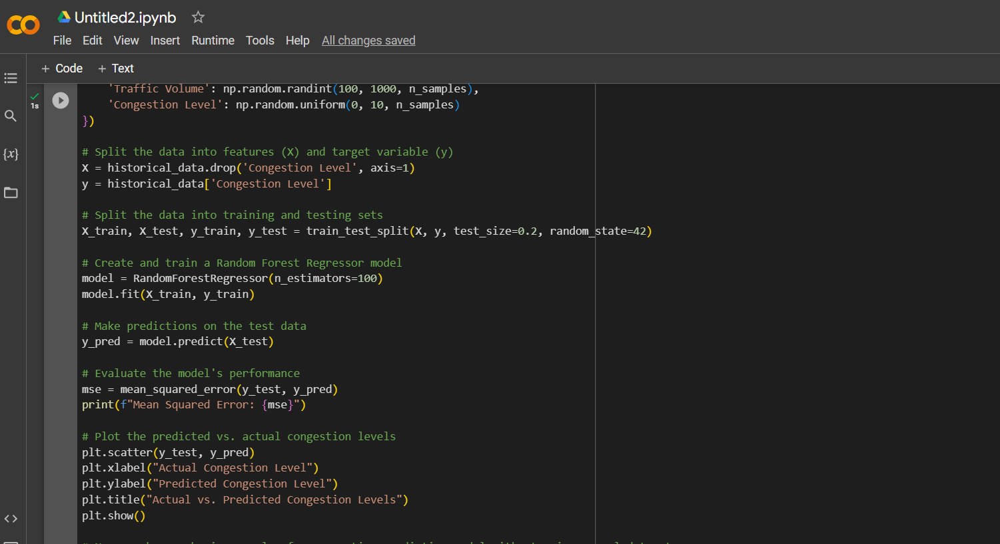 Untitled2.ipynb
File Edit View Insert Runtime Tools Help All changes saved
+ Code + Text
1s
'Traffic Volume': np.random.randint(100, 1000, n_samples),
'Congestion Level': np.random.uniform(0, 10, n_samples)
})
# Split the data into features (X) and target variable (y)
X = historical_data.drop('Congestion Level', axis=1)
y = historical_data['Congestion Level']
# Split the data into training and testing sets
X_train, X_test, y_train, y_test = train_test_split(X, y, test_size=0.2, random_state=42)
# Create and train a Random Forest Regressor model
model = RandomForestRegressor(n_estimators=100)
model.fit(X_train, y_train)
# Make predictions on the test data
y_pred = model.predict(X_test)
# Evaluate the model's performance
mse = mean_squared_error(y_test, y_pred)
print(f"Mean Squared Error: {mse}")
# Plot the predicted vs. actual congestion levels
plt.scatter(y_test, y_pred)
plt.xlabel("Actual Congestion Level")
plt.ylabel("Predicted Congestion Level")
plt.title("Actual vs. Predicted Congestion Levels")
plt.show()
{x}
<>